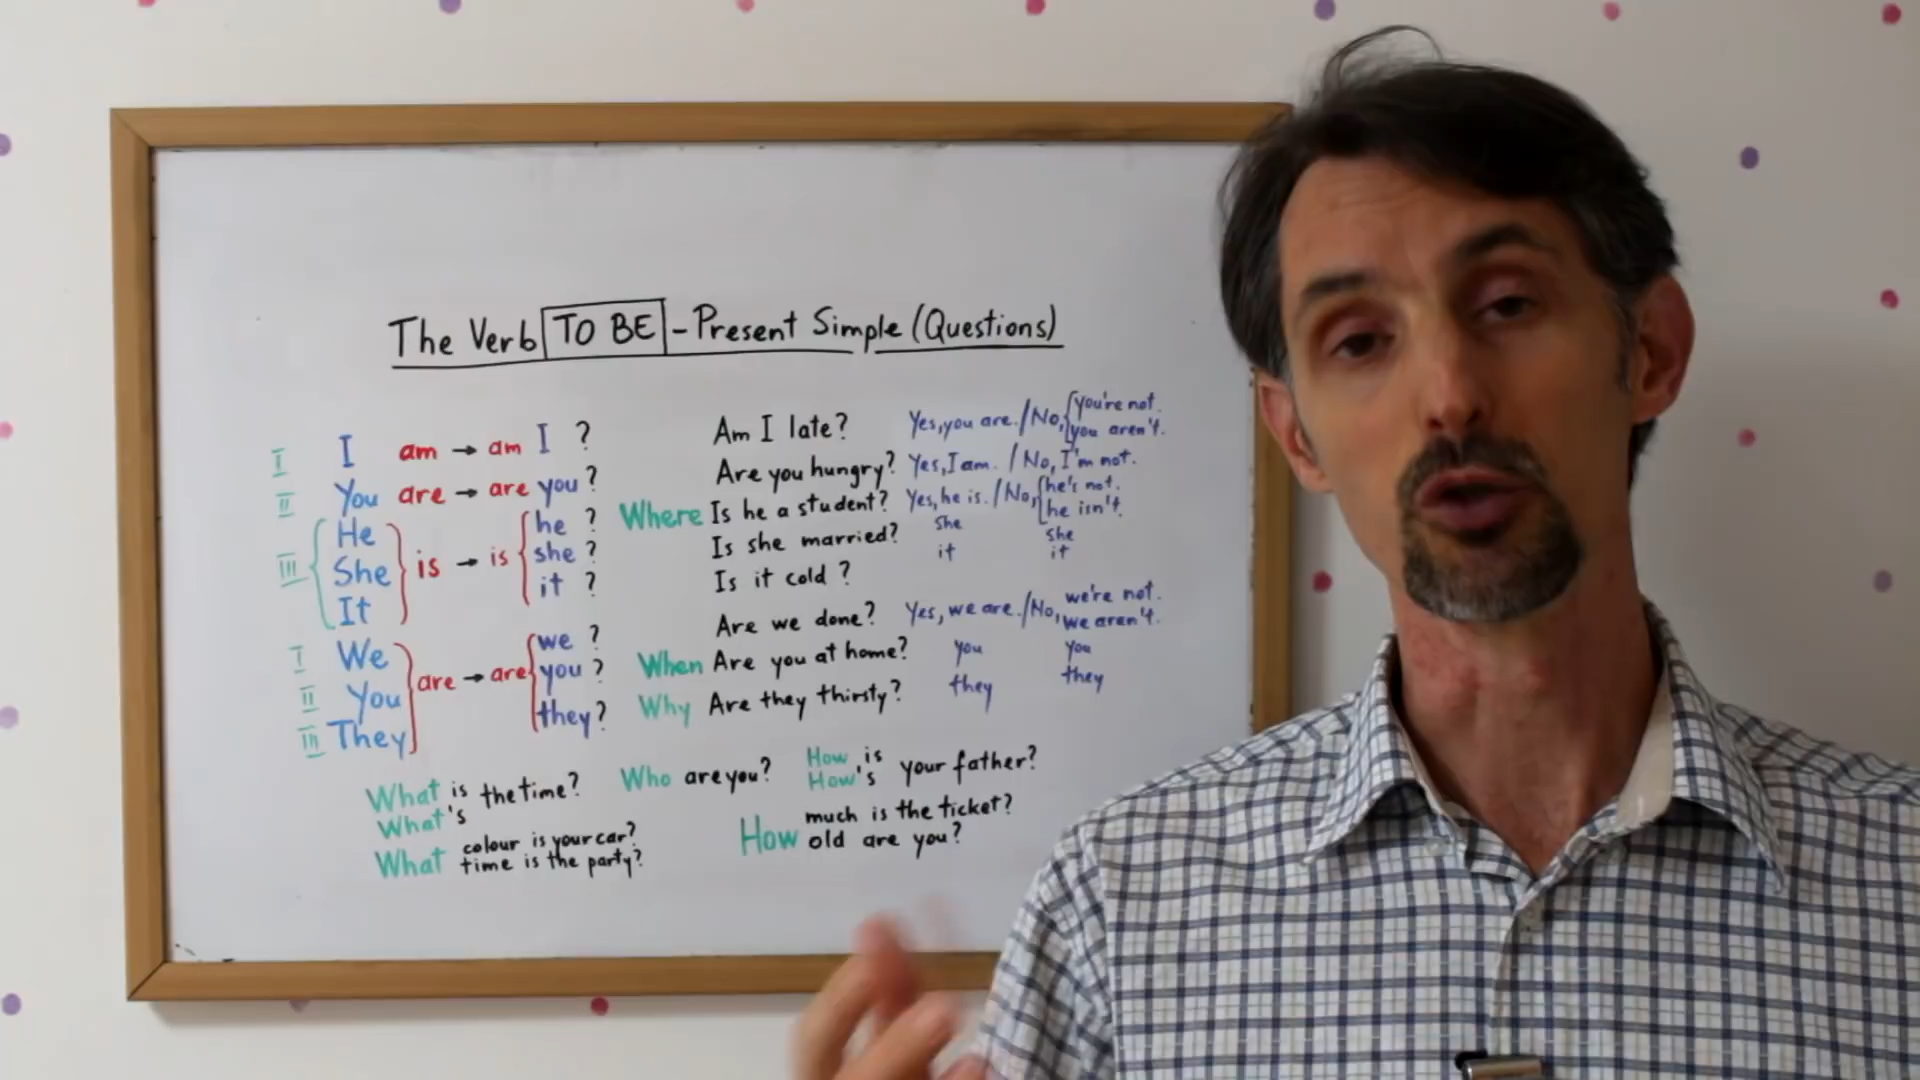 The Verb TO BE - Present Simple (Questions)
I I am → am I ?
II You are → are you ?
III He he ?
She is → is she ?
It it ?
I We we ?
II You are → are you ?
III They they ?
Am I late? Yes, you are. / No, you're not.
you aren't.
Are you hungry? Yes, I am. / No, I'm not.
Where Is he a student? Yes, he is. / No, he's not.
he isn't.
Is she married? she she
Is it cold ? it it
Are we done? Yes, we are. / No, we're not.
we aren't.
When Are you at home? you you
Why Are they thirsty? they they
What is the time? Who are you? How is your father?
What's How's
What colour is your car? How much is the ticket?
time is the party? old are you?